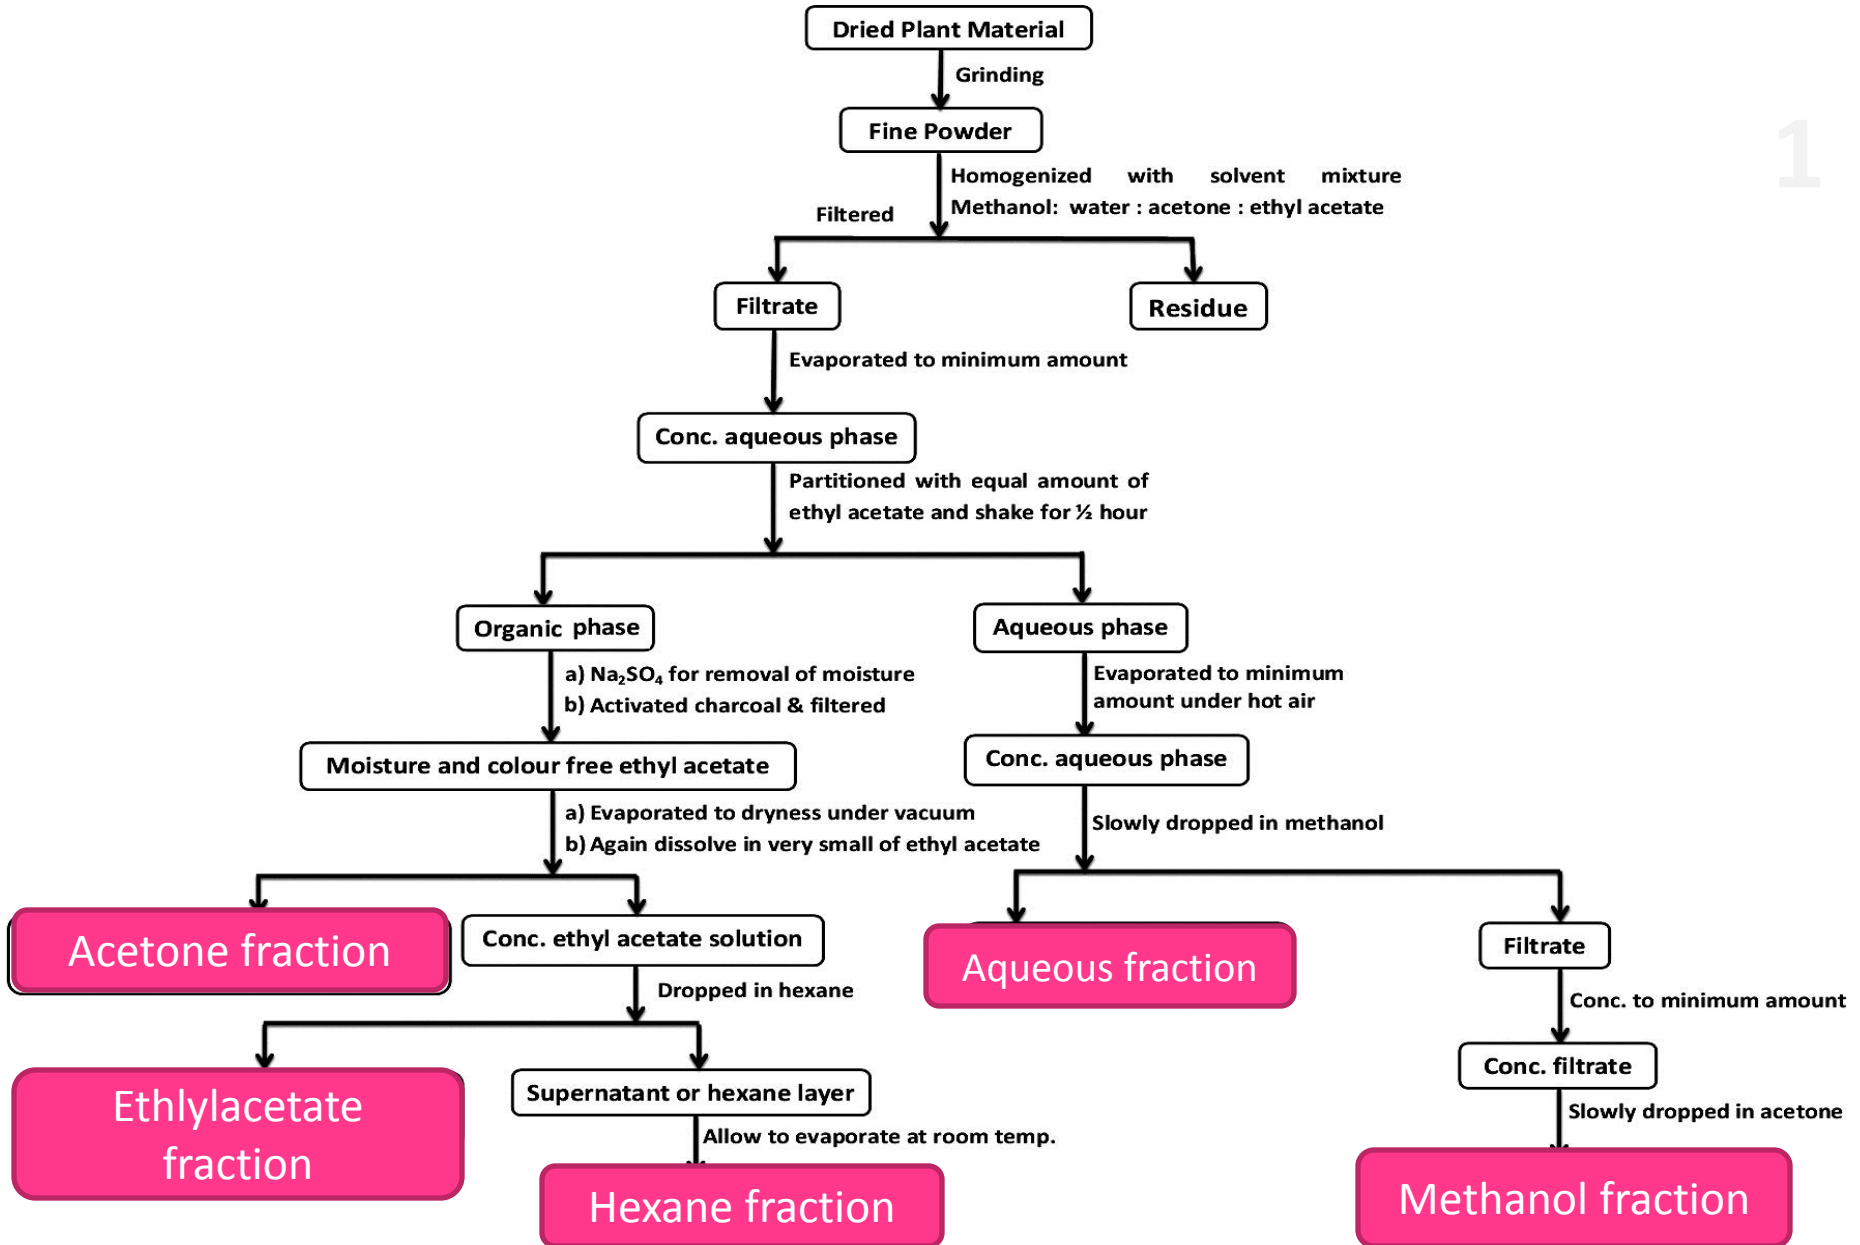 Dried Plant Material
Grinding
Fine Powder
1
Homogenized with solvent mixture
Methanol: water : acetone : ethyl acetate
Filtered
Filtrate
Residue
Evaporated to minimum amount
Conc. aqueous phase
Partitioned with equal amount of
ethyl acetate and shake for ½ hour
Organic phase
Aqueous phase
a) Na₂SO₄ for removal of moisture
b) Activated charcoal & filtered
Evaporated to minimum
amount under hot air
Moisture and colour free ethyl acetate
Conc. aqueous phase
a) Evaporated to dryness under vacuum
b) Again dissolve in very small of ethyl acetate
Slowly dropped in methanol
Acetone fraction
Conc. ethyl acetate solution
Aqueous fraction
Filtrate
Dropped in hexane
Conc. to minimum amount
Ethlylacetate
fraction
Supernatant or hexane layer
Conc. filtrate
Allow to evaporate at room temp.
Slowly dropped in acetone
Hexane fraction
Methanol fraction